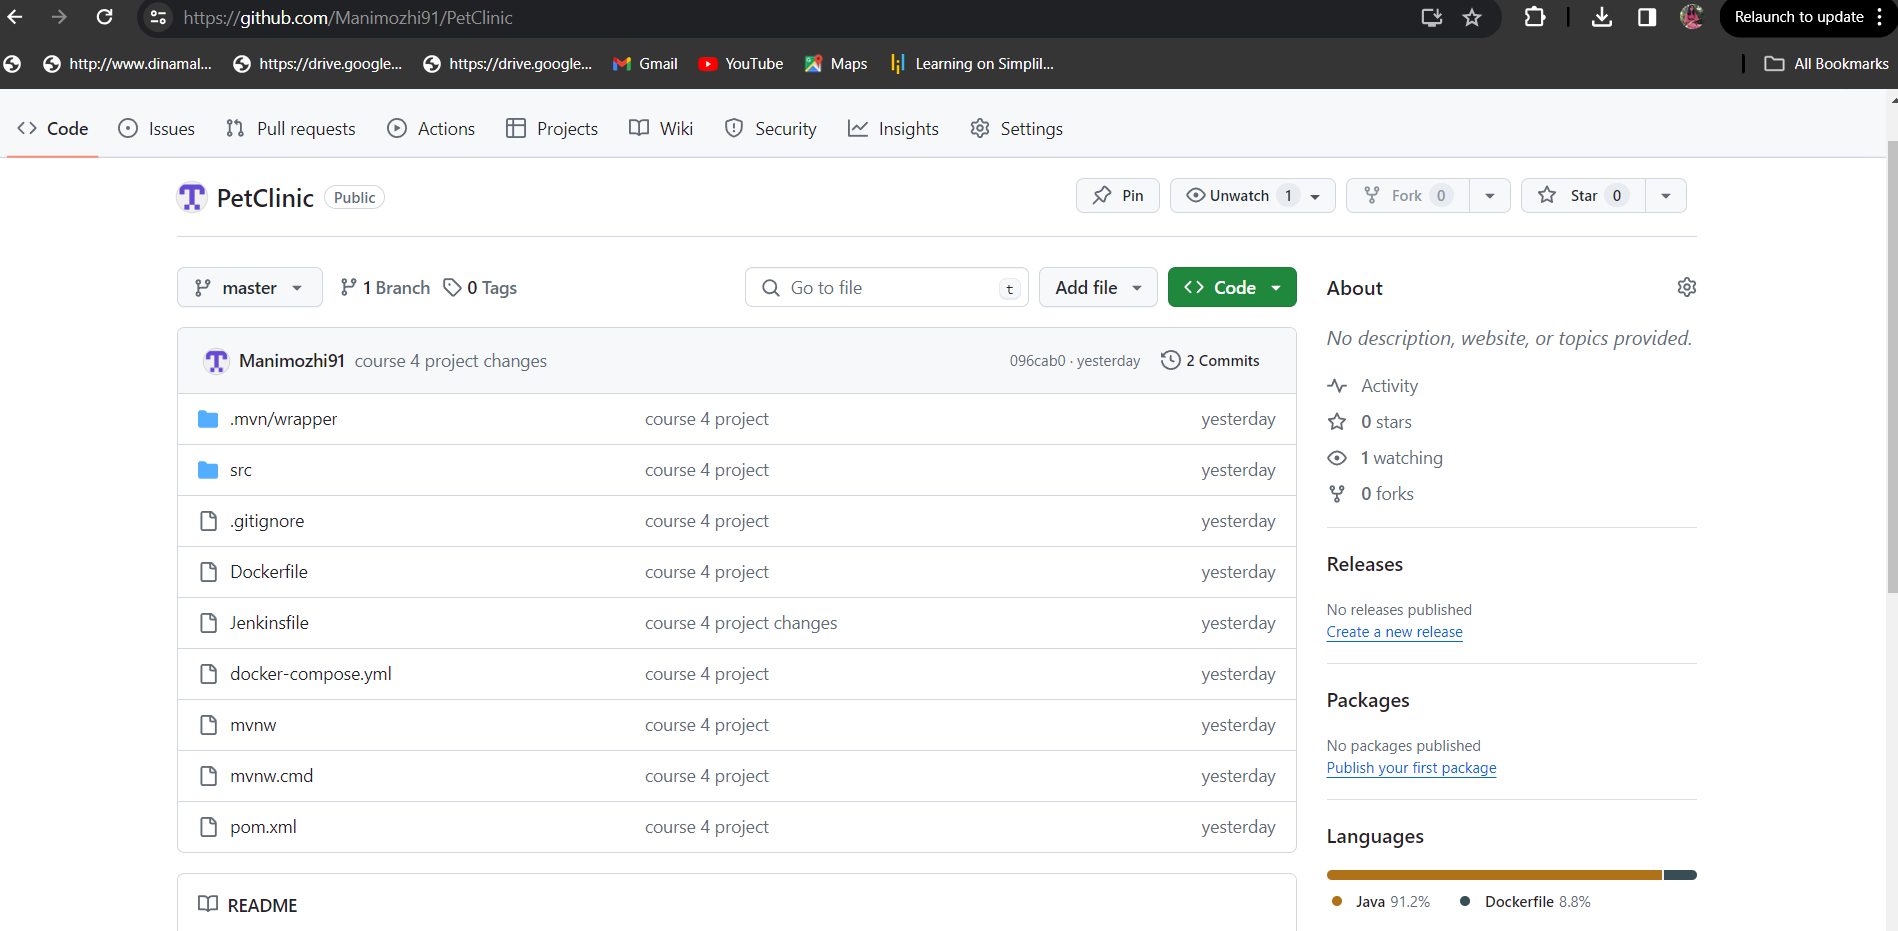 https://github.com/Manimozhi91/PetClinic
Relaunch to update
http://www.dinamal...
https://drive.google...
https://drive.google...
Gmail
YouTube
Maps
Learning on Simplil...
All Bookmarks
Code
Issues
Pull requests
Actions
Projects
Wiki
Security
Insights
Settings
PetClinic
Public
Pin
Unwatch 1
Fork 0
Star 0
master
1 Branch
0 Tags
Go to file
t
Add file
Code
Manimozhi91 course 4 project changes
096cab0 · yesterday
2 Commits
.mvn/wrapper course 4 project yesterday
src course 4 project yesterday
.gitignore course 4 project yesterday
Dockerfile course 4 project yesterday
Jenkinsfile course 4 project changes yesterday
docker-compose.yml course 4 project yesterday
mvnw course 4 project yesterday
mvnw.cmd course 4 project yesterday
pom.xml course 4 project yesterday
README
About
No description, website, or topics provided.
Activity
0 stars
1 watching
0 forks
Releases
No releases published
Create a new release
Packages
No packages published
Publish your first package
Languages
Java 91.2%
Dockerfile 8.8%